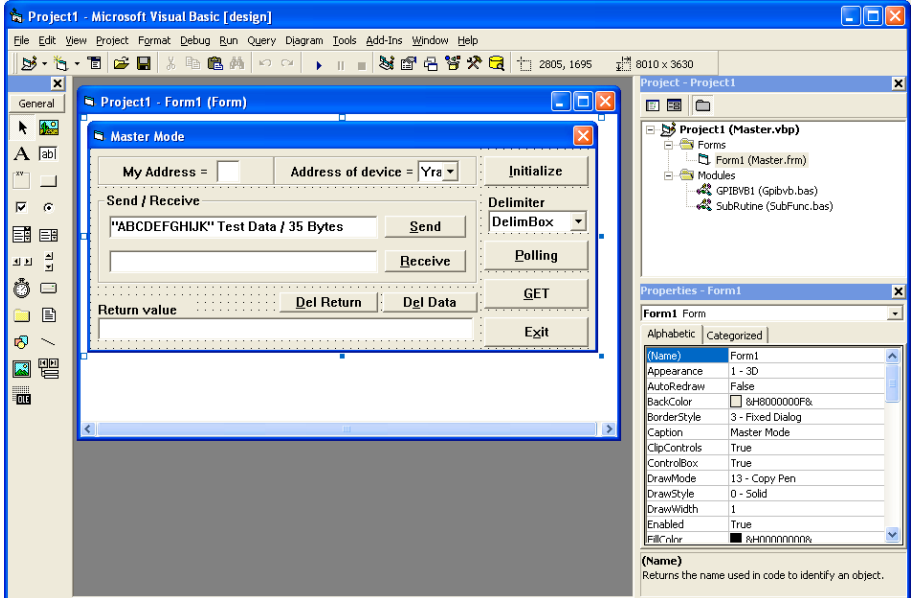 Project1 - Microsoft Visual Basic [design]
File Edit View Project Format Debug Run Query Diagram Tools Add-Ins Window Help
2805, 1695 8010 x 3630
General
A ab|
XY
OLE
Project1 - Form1 (Form)
Master Mode
My Address = Address of device = Yra Initialize
Send / Receive
"ABCDEFGHIJK" Test Data / 35 Bytes Send
Receive
Delimiter
DelimBox
Polling
GET
Del Return Del Data
Return value
Exit
Project - Project1
Project1 (Master.vbp)
Forms
Form1 (Master.frm)
Modules
GPIBVB1 (Gpibvb.bas)
SubRutine (SubFunc.bas)
Properties - Form1
Form1 Form
Alphabetic Categorized
(Name) Form1
Appearance 1 - 3D
AutoRedraw False
BackColor &H8000000F&
BorderStyle 3 - Fixed Dialog
Caption Master Mode
ClipControls True
ControlBox True
DrawMode 13 - Copy Pen
DrawStyle 0 - Solid
DrawWidth 1
Enabled True
FillColor &H00000000&
(Name)
Returns the name used in code to identify an object.